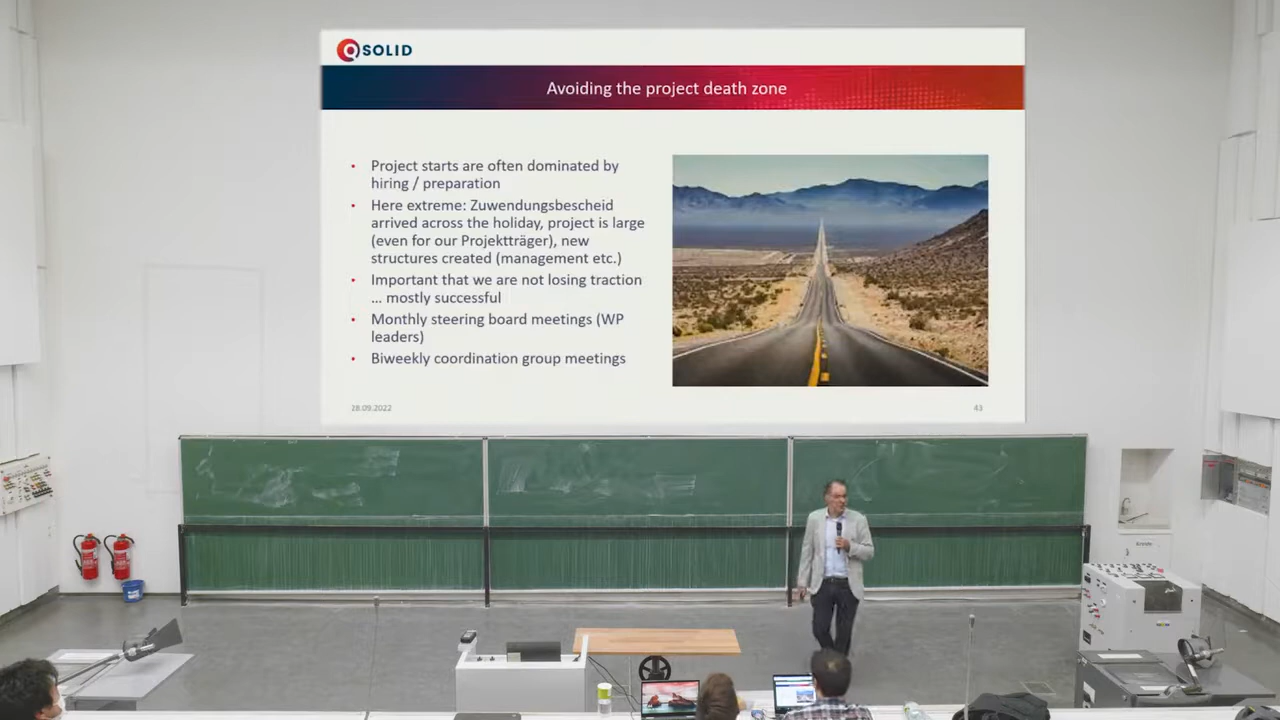 QSOLID
Avoiding the project death zone
• Project starts are often dominated by
hiring / preparation
• Here extreme: Zuwendungsbescheid
arrived across the holiday, project is large
(even for our Projektträger), new
structures created (management etc.)
• Important that we are not losing traction
... mostly successful
• Monthly steering board meetings (WP
leaders)
• Biweekly coordination group meetings
28.09.2022
43